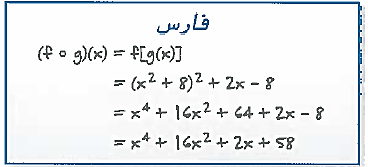 فارس
(f ∘ g)(x) = f[g(x)]
= (x² + 8)² + 2x - 8
= x⁴ + 16x² + 64 + 2x - 8
= x⁴ + 16x² + 2x + 58